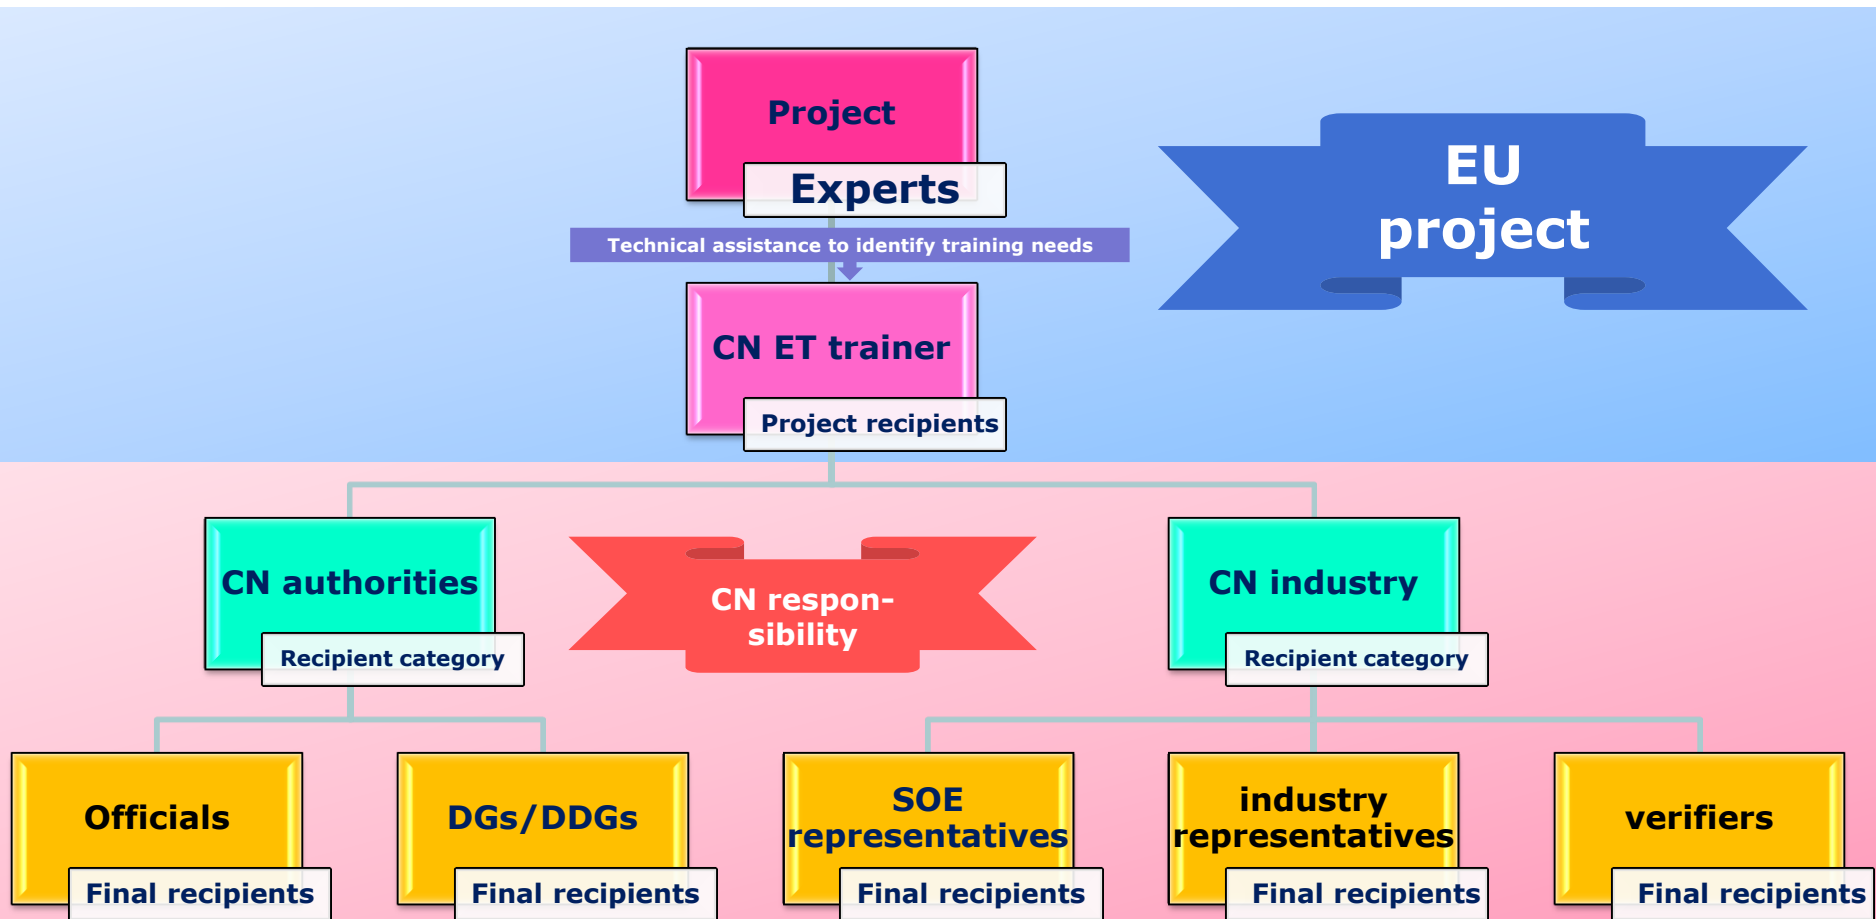 Project
Experts
EU
project
Technical assistance to identify training needs
CN ET trainer
Project recipients
CN authorities
Recipient category
CN respon-
sibility
CN industry
Recipient category
Officials
Final recipients
DGs/DDGs
Final recipients
SOE
representatives
Final recipients
industry
representatives
Final recipients
verifiers
Final recipients